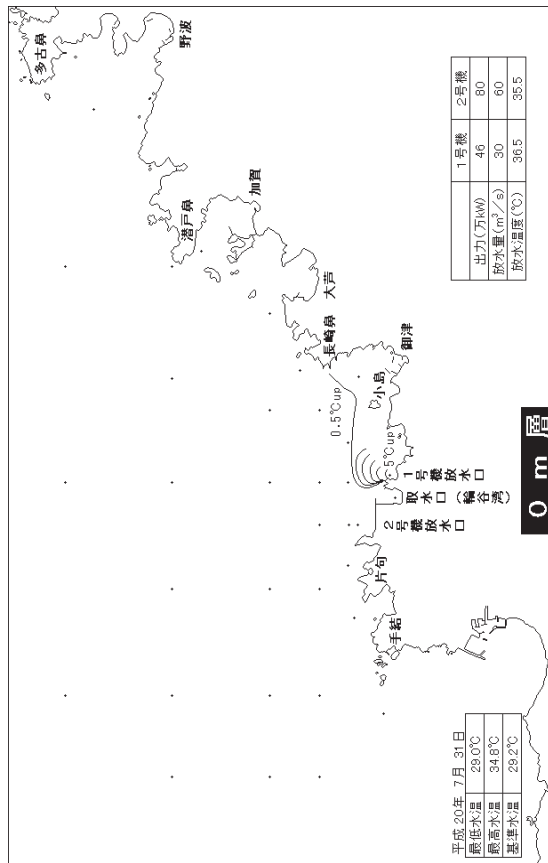 多古鼻
野波
潜戸鼻
加賀
大芦
長崎鼻
御津
小島
0.5℃up
5℃up
1号機放水口
取水口(輪谷湾)
2号機放水口
片句
手結
1号機 2号機
出力(万kW) 46 80
放水量(m³/s) 30 60
放水温度(℃) 36.5 35.5
0m層
平成 20年 7月 31日
最低水温 29.0℃
最高水温 34.8℃
基準水温 29.2℃